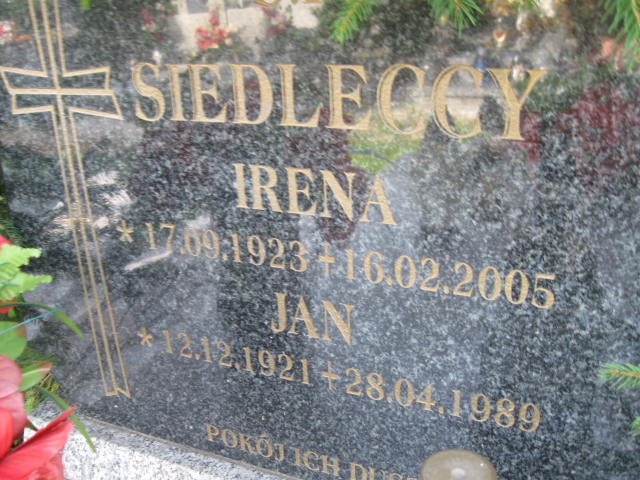 SIEDLECCY
IRENA
* 17.09.1923 + 16.02.2005
JAN
* 12.12.1921 + 28.04.1989
POKÓJ ICH